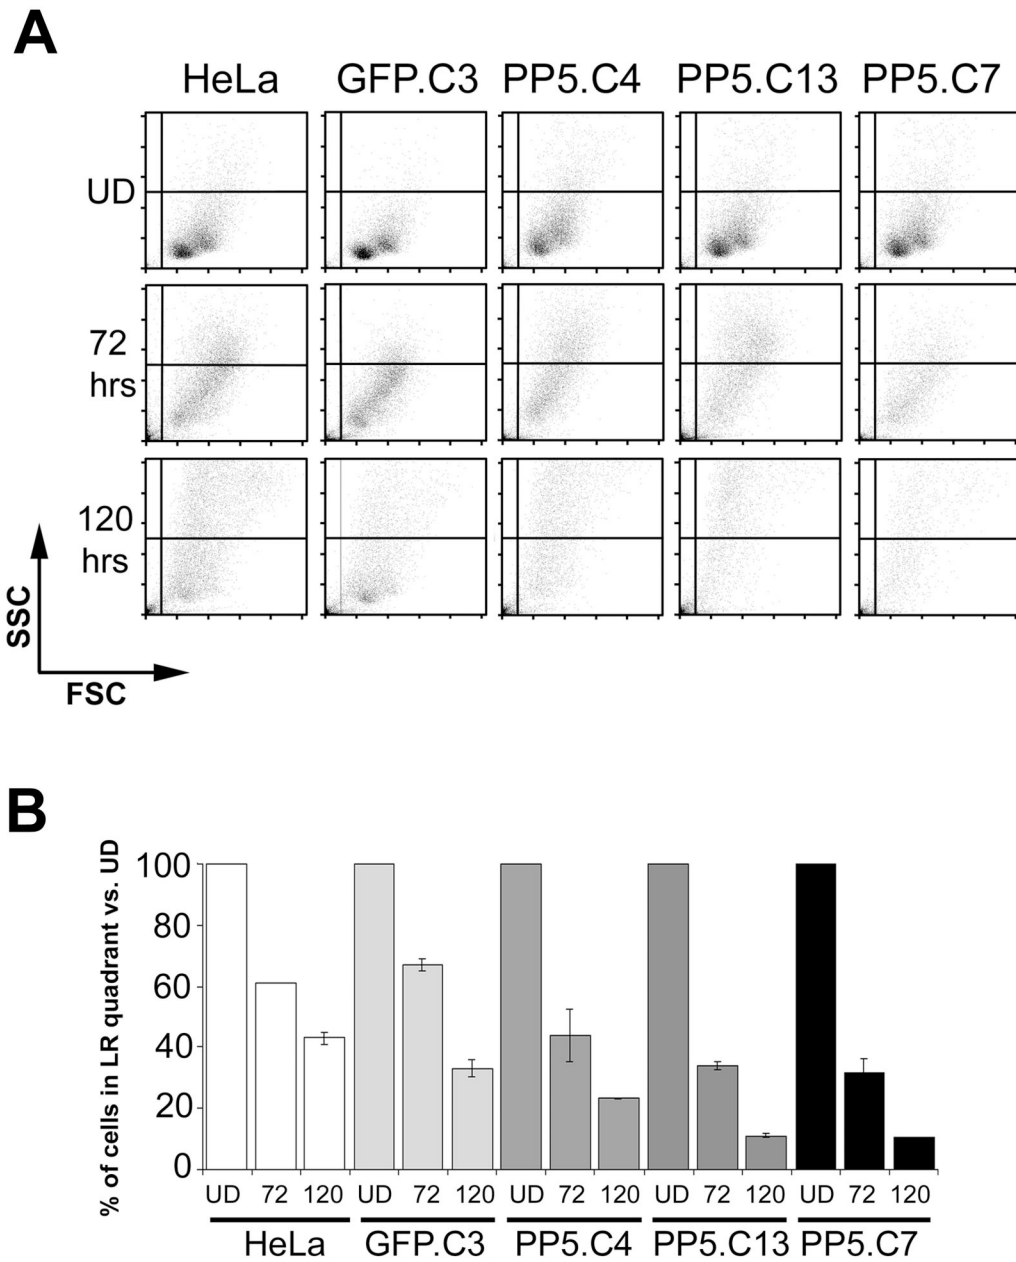 A
HeLa GFP.C3 PP5.C4 PP5.C13 PP5.C7
UD
72
hrs
120
hrs
SSC
FSC
B
% of cells in LR quadrant vs. UD
100
80
60
40
20
0
UD 72 120 UD 72 120 UD 72 120 UD 72 120 UD 72 120
HeLa GFP.C3 PP5.C4 PP5.C13 PP5.C7